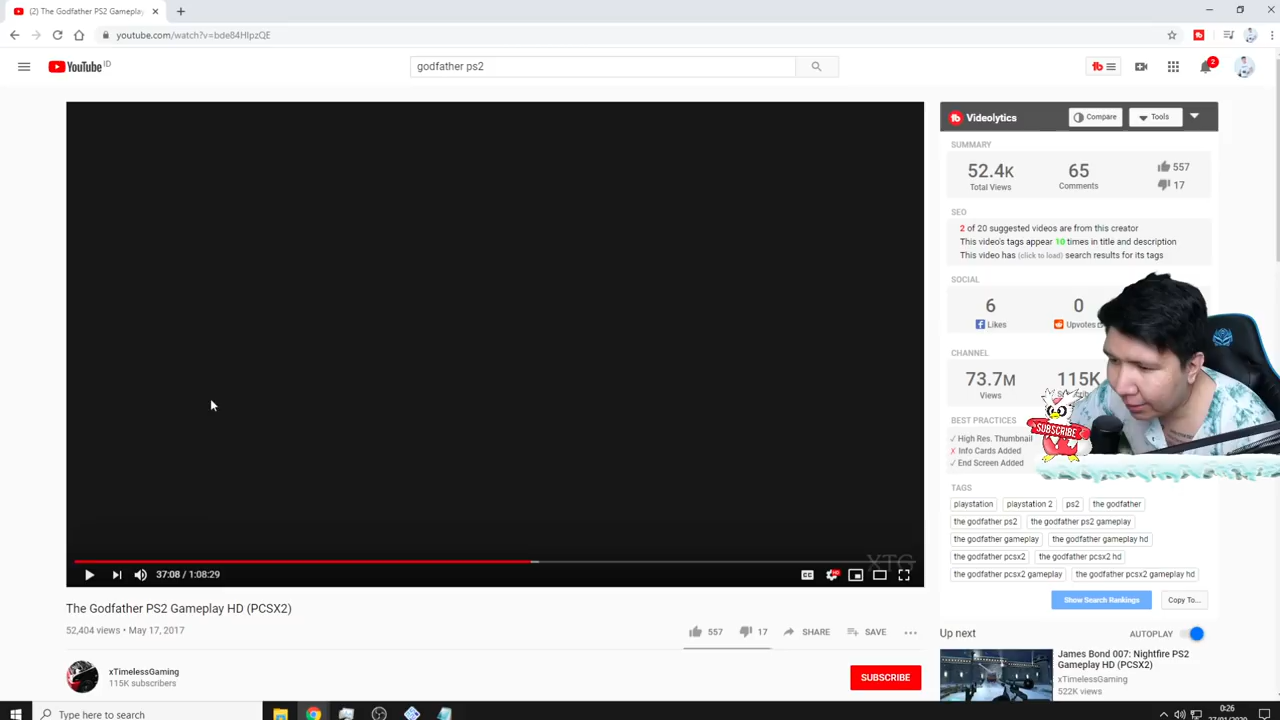 (2) The Godfather PS2 Gameplay
youtube.com/watch?v=bde84HIpzQE
YouTube ID
godfather ps2
tb
2
Videolytics
Compare
Tools
SUMMARY
52.4K
65
557
Total Views
Comments
17
SEO
2 of 20 suggested videos are from this creator
This video's tags appear 10 times in title and description
This video has (click to load) search results for its tags
SOCIAL
6
0
Likes
Upvotes
CHANNEL
73.7M
115K
Views
SUBSCRIBE
BEST PRACTICES
✓ High Res. Thumbnail
X Info Cards Added
✓ End Screen Added
TAGS
playstation
playstation 2
ps2
the godfather
the godfather ps2
the godfather ps2 gameplay
the godfather gameplay
the godfather gameplay hd
the godfather pcsx2
the godfather pcsx2 hd
the godfather pcsx2 gameplay
the godfather pcsx2 gameplay hd
Show Search Rankings
Copy To...
XTG
37:08 / 1:08:29
CC
HD
The Godfather PS2 Gameplay HD (PCSX2)
52,404 views • May 17, 2017
557
17
SHARE
SAVE
xTimelessGaming
115K subscribers
SUBSCRIBE
Up next
AUTOPLAY
James Bond 007: Nightfire PS2
Gameplay HD (PCSX2)
xTimelessGaming
522K views
Type here to search
0:26